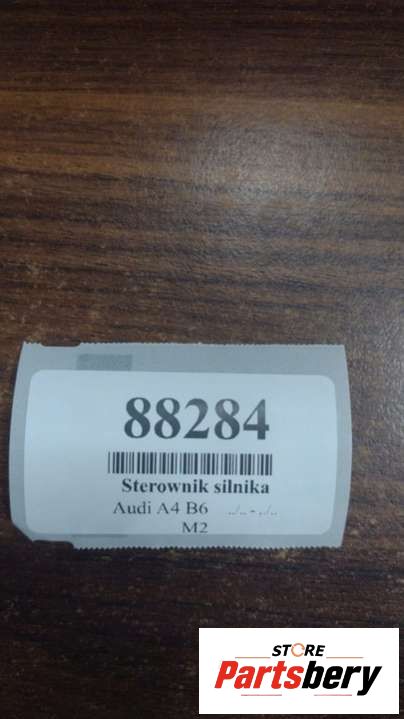 88284
Sterownik silnika
Audi A4 B6 ../.. - ../..
M2
STORE
Partsbery